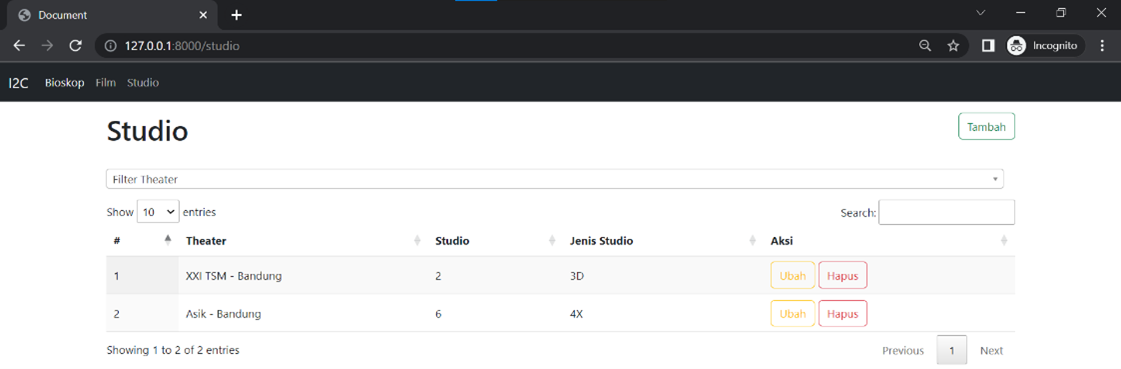 Document
127.0.0.1:8000/studio
Incognito
I2C Bioskop Film Studio
Studio
Tambah
Filter Theater
Show 10 entries
Search:
# Theater Studio Jenis Studio Aksi
1 XXI TSM - Bandung 2 3D Ubah Hapus
2 Asik - Bandung 6 4X Ubah Hapus
Showing 1 to 2 of 2 entries
Previous 1 Next